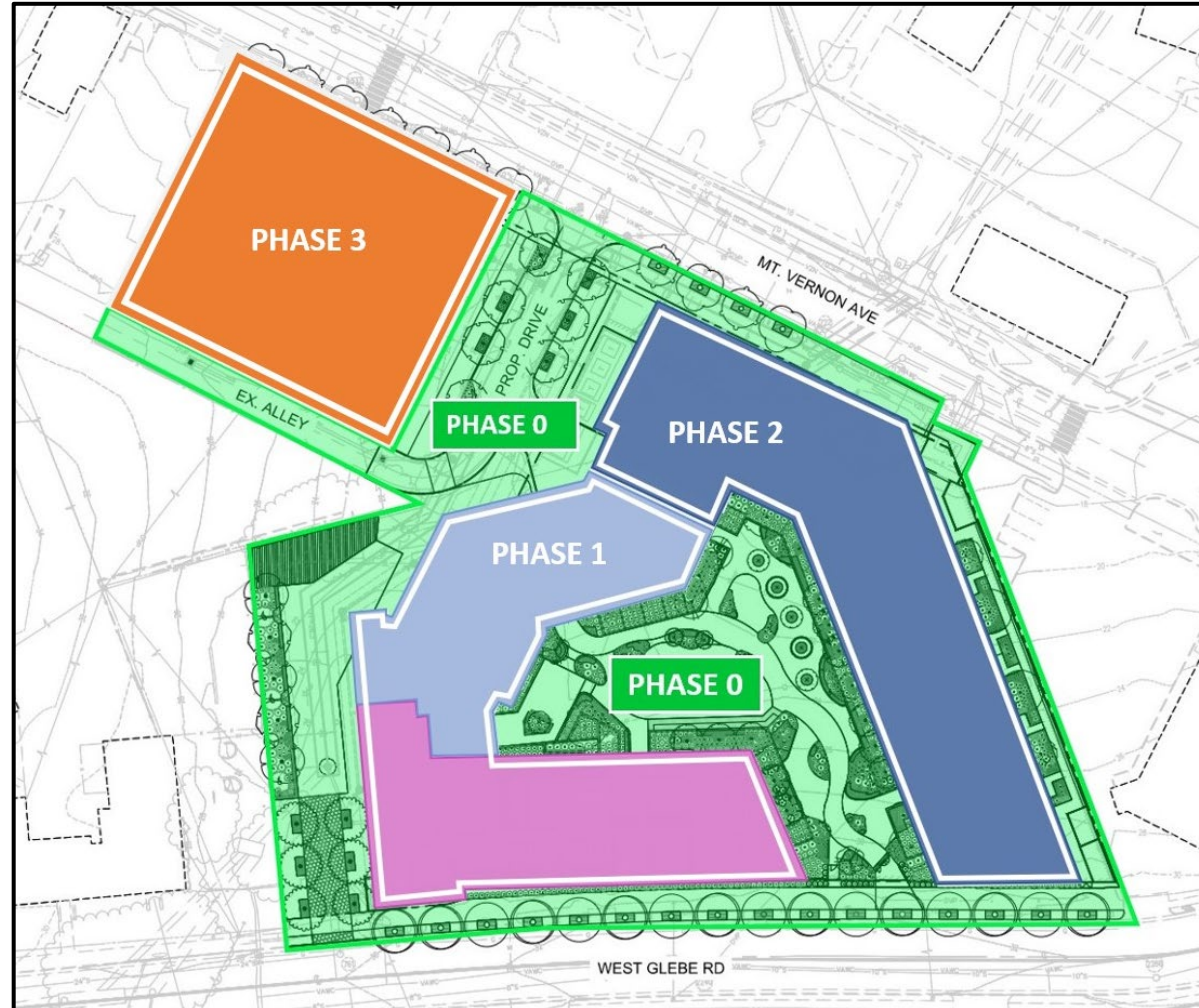 PHASE 3
MT. VERNON AVE
PROP. DRIVE
EX. ALLEY
PHASE 0
PHASE 2
PHASE 1
PHASE 0
WEST GLEBE RD